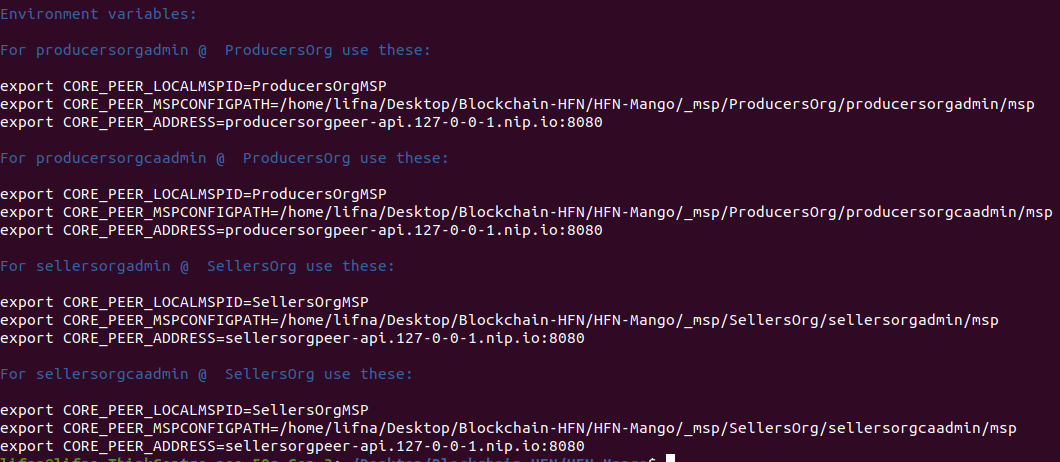 Environment variables:
For producersorgadmin @  ProducersOrg use these:
export CORE_PEER_LOCALMSPID=ProducersOrgMSP
export CORE_PEER_MSPCONFIGPATH=/home/lifna/Desktop/Blockchain-HFN/HFN-Mango/_msp/ProducersOrg/producersorgadmin/msp
export CORE_PEER_ADDRESS=producersorgpeer-api.127-0-0-1.nip.io:8080
For producersorgcaadmin @  ProducersOrg use these:
export CORE_PEER_LOCALMSPID=ProducersOrgMSP
export CORE_PEER_MSPCONFIGPATH=/home/lifna/Desktop/Blockchain-HFN/HFN-Mango/_msp/ProducersOrg/producersorgcaadmin/msp
export CORE_PEER_ADDRESS=producersorgpeer-api.127-0-0-1.nip.io:8080
For sellersorgadmin @  SellersOrg use these:
export CORE_PEER_LOCALMSPID=SellersOrgMSP
export CORE_PEER_MSPCONFIGPATH=/home/lifna/Desktop/Blockchain-HFN/HFN-Mango/_msp/SellersOrg/sellersorgadmin/msp
export CORE_PEER_ADDRESS=sellersorgpeer-api.127-0-0-1.nip.io:8080
For sellersorgcaadmin @  SellersOrg use these:
export CORE_PEER_LOCALMSPID=SellersOrgMSP
export CORE_PEER_MSPCONFIGPATH=/home/lifna/Desktop/Blockchain-HFN/HFN-Mango/_msp/SellersOrg/sellersorgcaadmin/msp
export CORE_PEER_ADDRESS=sellersorgpeer-api.127-0-0-1.nip.io:8080